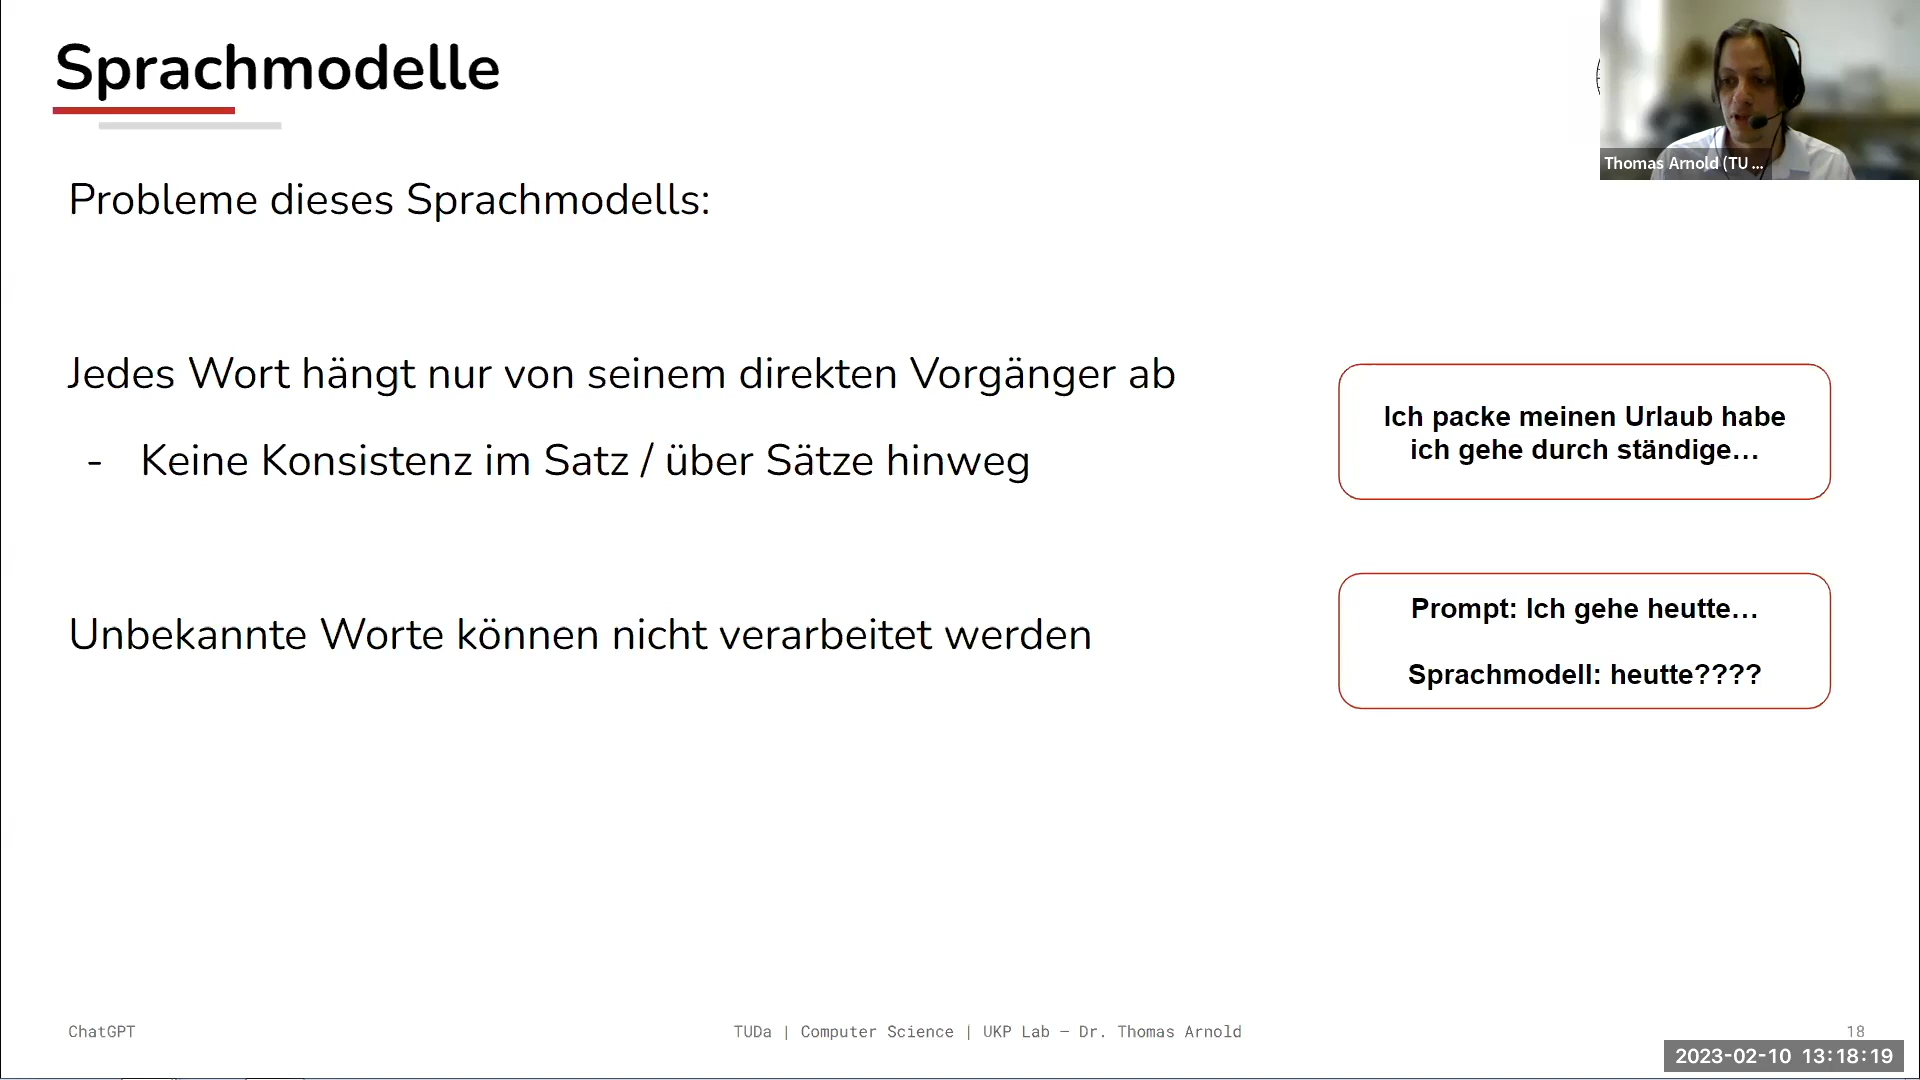 Sprachmodelle
Thomas Arnold (TU ...
Probleme dieses Sprachmodells:
Jedes Wort hängt nur von seinem direkten Vorgänger ab
- Keine Konsistenz im Satz / über Sätze hinweg
Ich packe meinen Urlaub habe
ich gehe durch ständige...
Unbekannte Worte können nicht verarbeitet werden
Prompt: Ich gehe heutte...
Sprachmodell: heutte????
ChatGPT
TUDa | Computer Science | UKP Lab – Dr. Thomas Arnold
18
2023-02-10 13:18:19